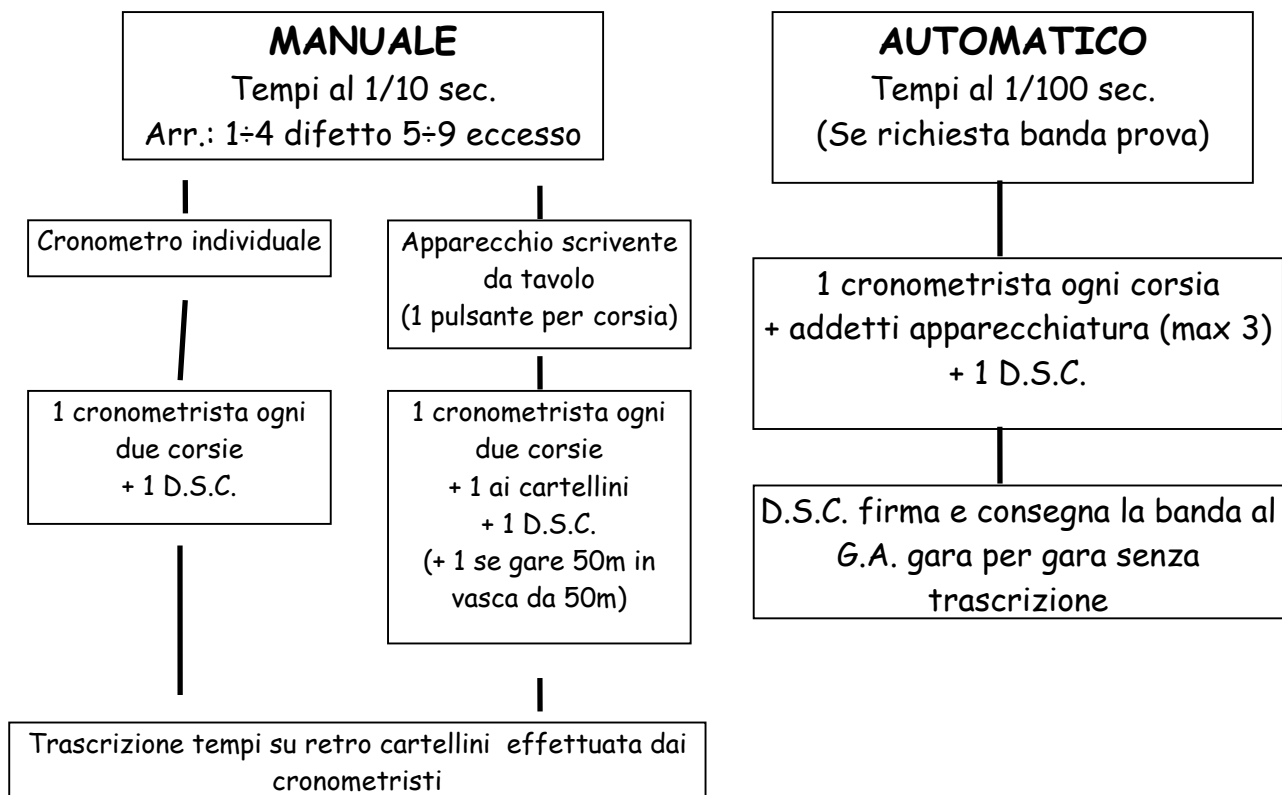 MANUALE
Tempi al 1/10 sec.
Arr.: 1÷4 difetto 5÷9 eccesso
AUTOMATICO
Tempi al 1/100 sec.
(Se richiesta banda prova)
Cronometro individuale
Apparecchio scrivente
da tavolo
(1 pulsante per corsia)
1 cronometrista ogni corsia
+ addetti apparecchiatura (max 3)
+ 1 D.S.C.
1 cronometrista ogni
due corsie
+ 1 D.S.C.
1 cronometrista ogni
due corsie
+ 1 ai cartellini
+ 1 D.S.C.
(+ 1 se gare 50m in
vasca da 50m)
D.S.C. firma e consegna la banda al
G.A. gara per gara senza
trascrizione
Trascrizione tempi su retro cartellini effettuata dai
cronometristi